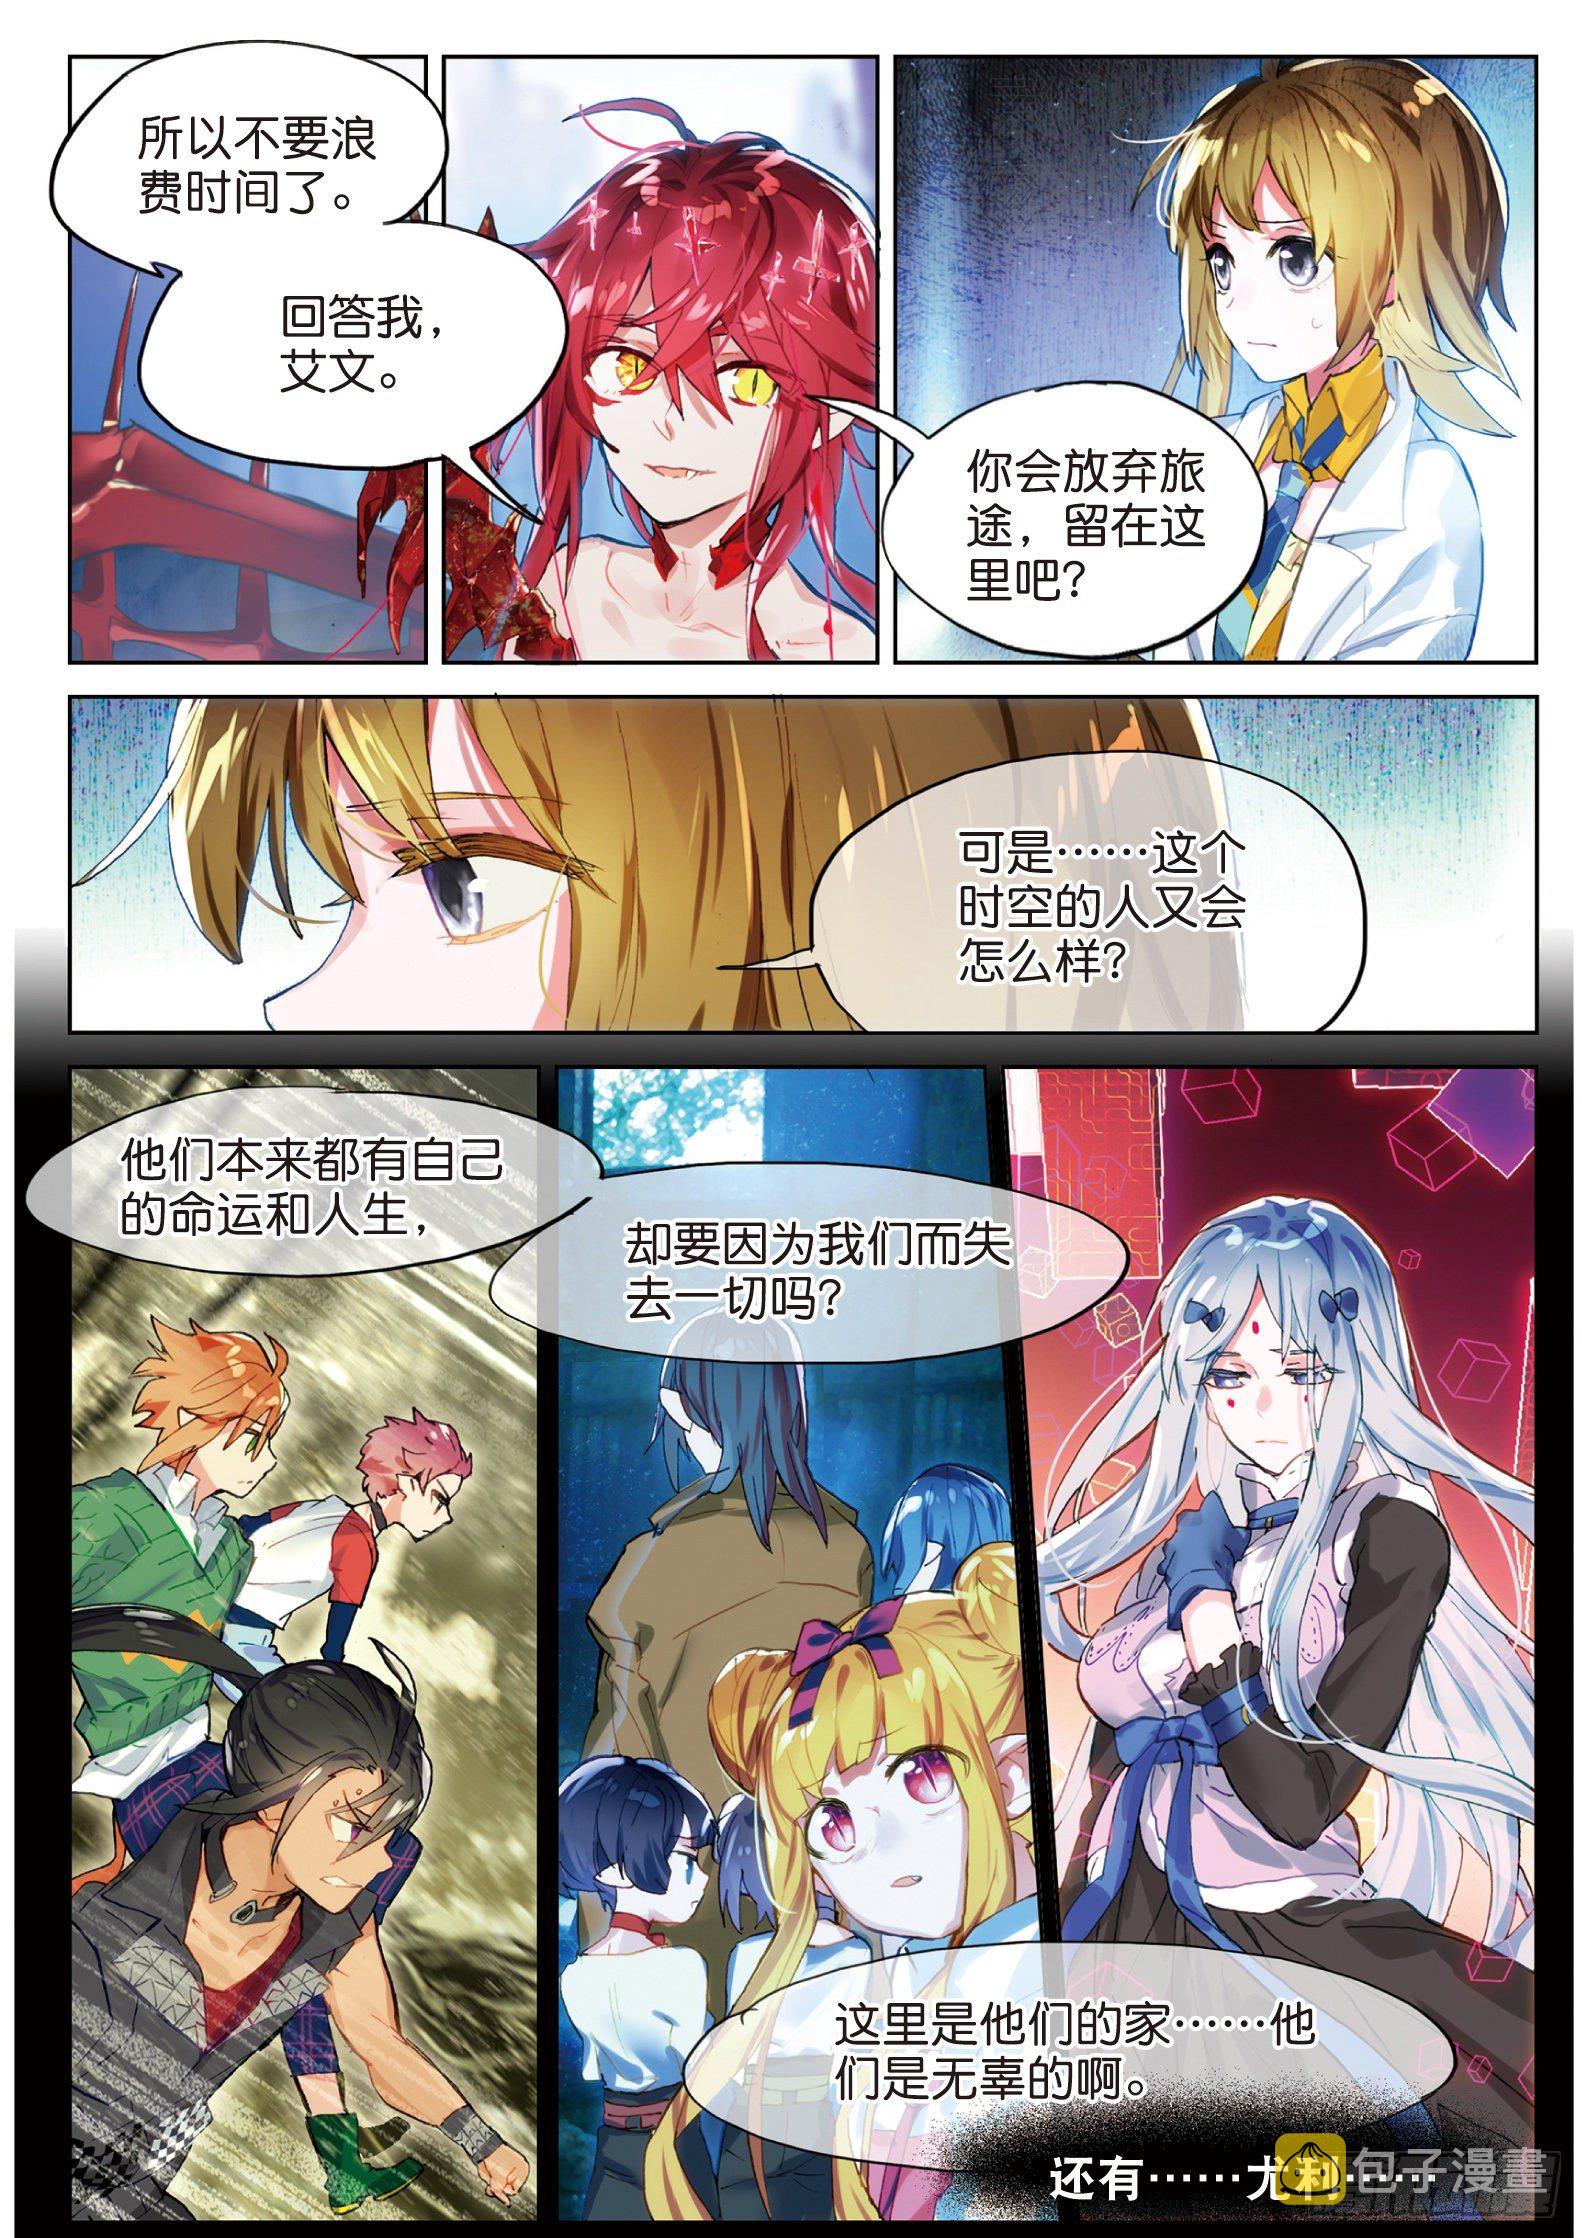 所以不要浪
费时间了。
回答我，
艾文。
你会放弃旅
途，留在这
里吧？
可是……这个
时空的人又会
怎么样？
他们本来都有自己
的命运和人生，
却要因为我们而失
去一切吗？
这里是他们的家……他
们是无辜的啊。
还有……尤利……
包子漫畫